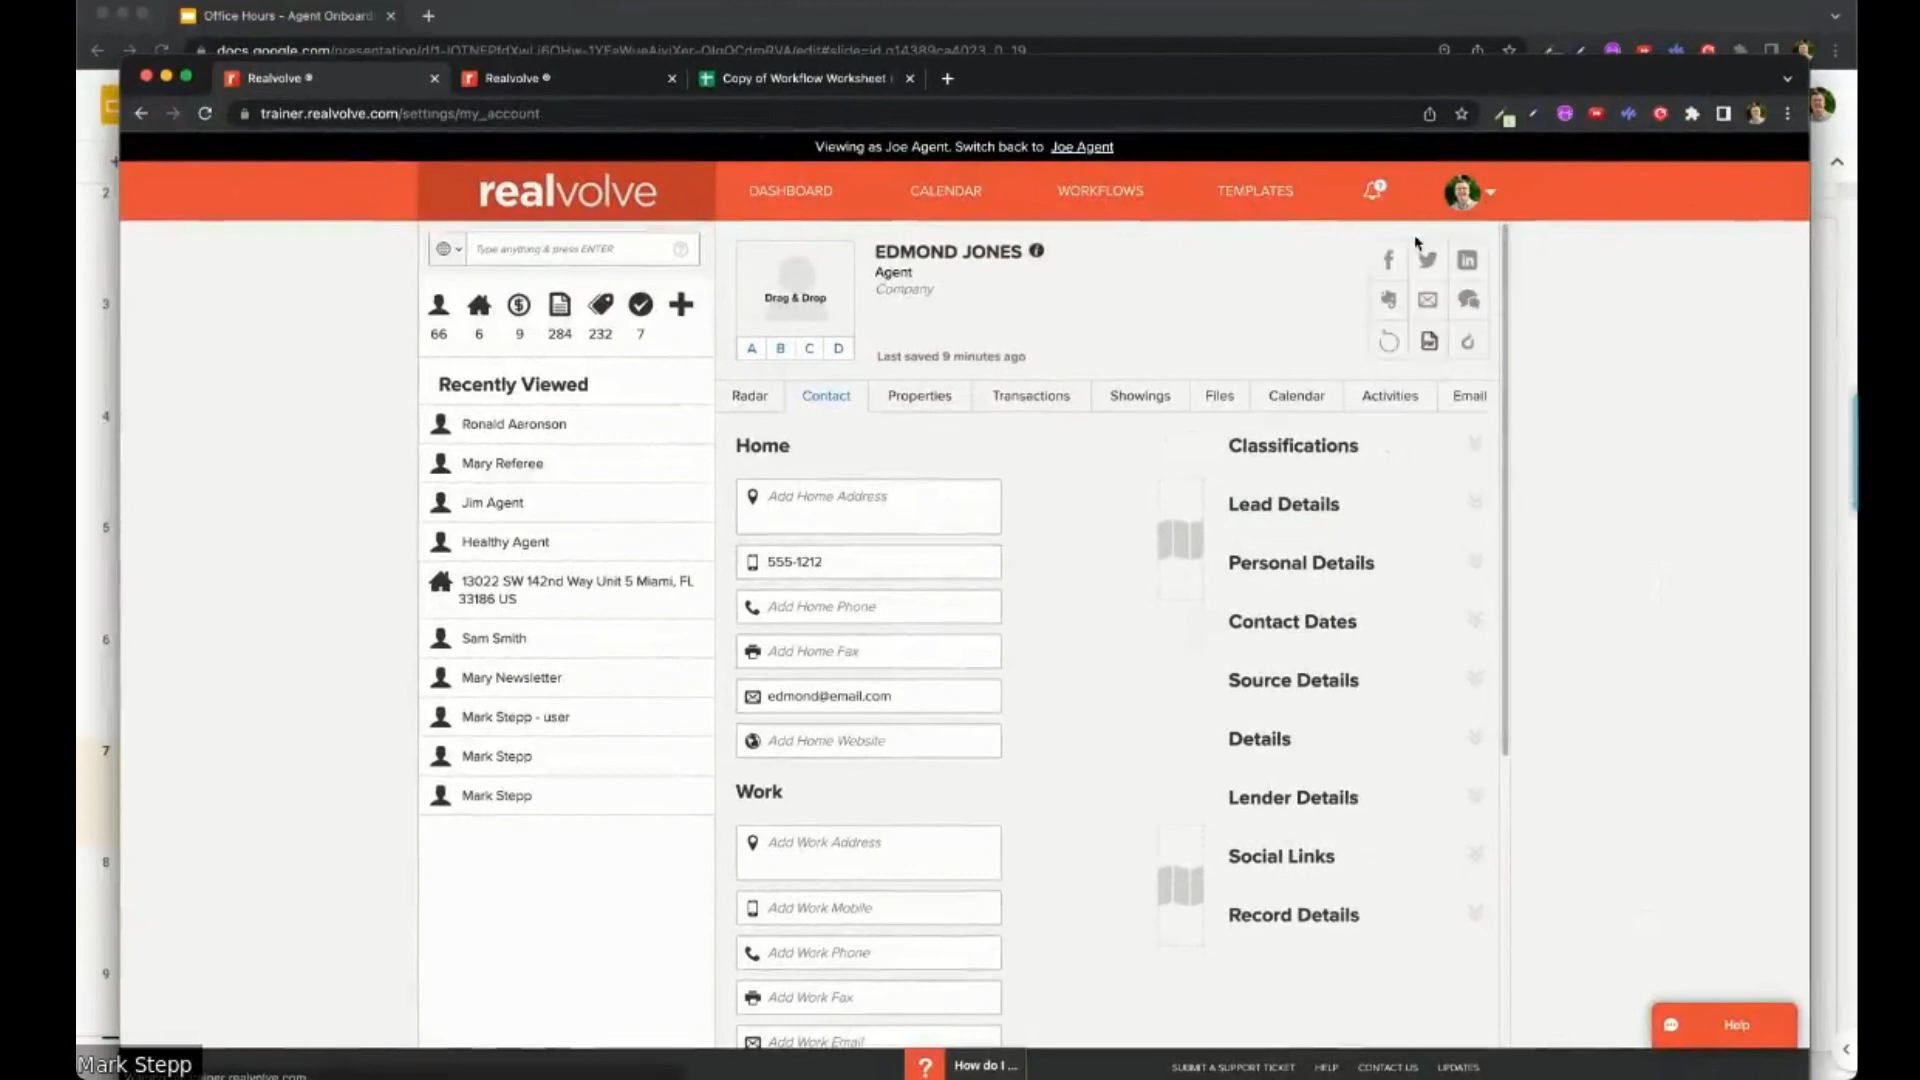 Office Hours - Agent Onboard
2
3
4
5
6
7
8
9
Realvolve ®
Realvolve ®
Copy of Workflow Worksheet
trainer.realvolve.com/settings/my_account
Viewing as Joe Agent. Switch back to Joe Agent
realvolve
DASHBOARD
CALENDAR
WORKFLOWS
TEMPLATES
Type anything & press ENTER
66
6
9
284
232
7
Recently Viewed
Ronald Aaronson
Mary Referee
Jim Agent
Healthy Agent
13022 SW 142nd Way Unit 5 Miami, FL
33186 US
Sam Smith
Mary Newsletter
Mark Stepp - user
Mark Stepp
Mark Stepp
Drag & Drop
A B C D
EDMOND JONES
Agent
Company
Last saved 9 minutes ago
Radar
Contact
Properties
Transactions
Showings
Files
Calendar
Activities
Email
Home
Add Home Address
555-1212
Add Home Phone
Add Home Fax
edmond@email.com
Add Home Website
Work
Add Work Address
Add Work Mobile
Add Work Phone
Add Work Fax
Add Work Email
Classifications
Lead Details
Personal Details
Contact Dates
Source Details
Details
Lender Details
Social Links
Record Details
Help
? How do I ...
SUBMIT A SUPPORT TICKET
HELP
CONTACT US
UPDATES
Mark Stepp